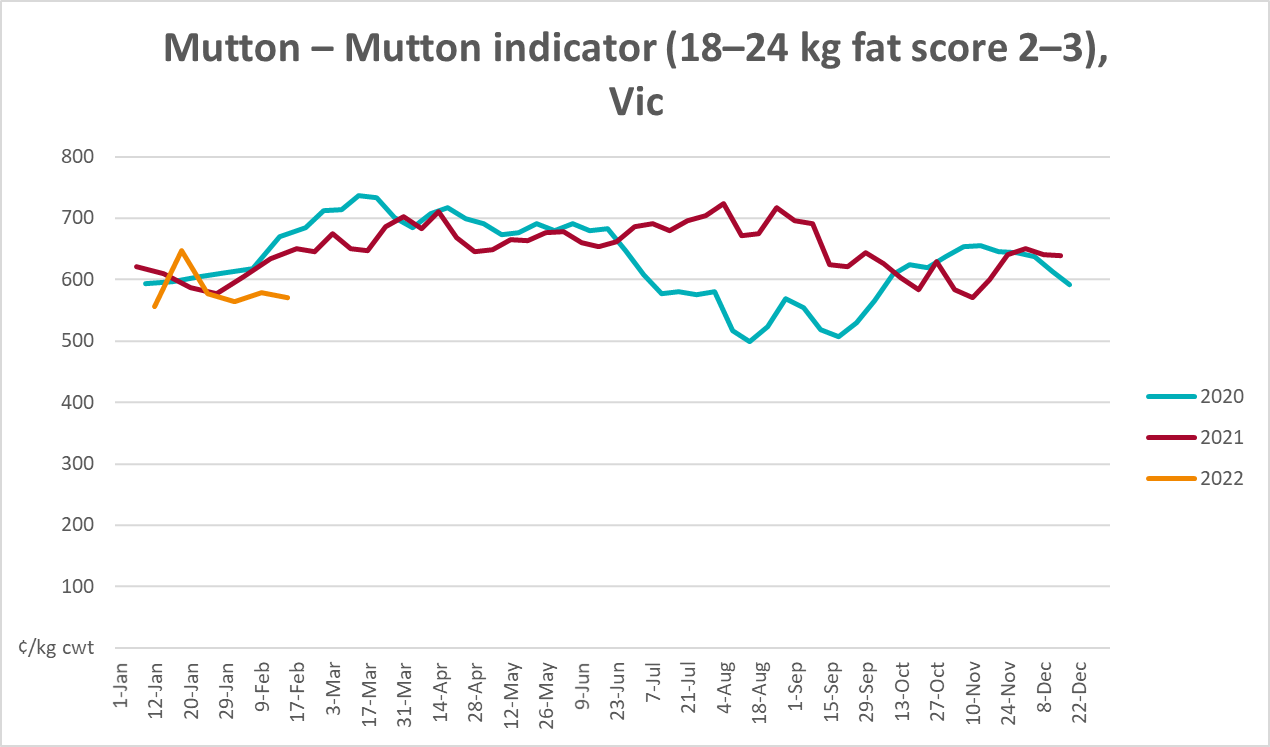 Mutton – Mutton indicator (18–24 kg fat score 2–3),
Vic
800
700
600
500
400
300
200
100
¢/kg cwt
1-Jan
12-Jan
20-Jan
29-Jan
9-Feb
17-Feb
3-Mar
17-Mar
31-Mar
14-Apr
28-Apr
12-May
26-May
9-Jun
23-Jun
7-Jul
21-Jul
4-Aug
18-Aug
1-Sep
15-Sep
29-Sep
13-Oct
27-Oct
10-Nov
24-Nov
8-Dec
22-Dec
2020
2021
2022